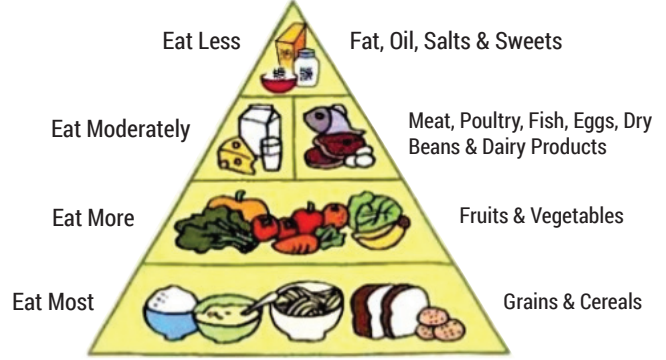 Eat Less
Fat, Oil, Salts & Sweets
Eat Moderately
Meat, Poultry, Fish, Eggs, Dry
Beans & Dairy Products
Eat More
Fruits & Vegetables
Eat Most
Grains & Cereals